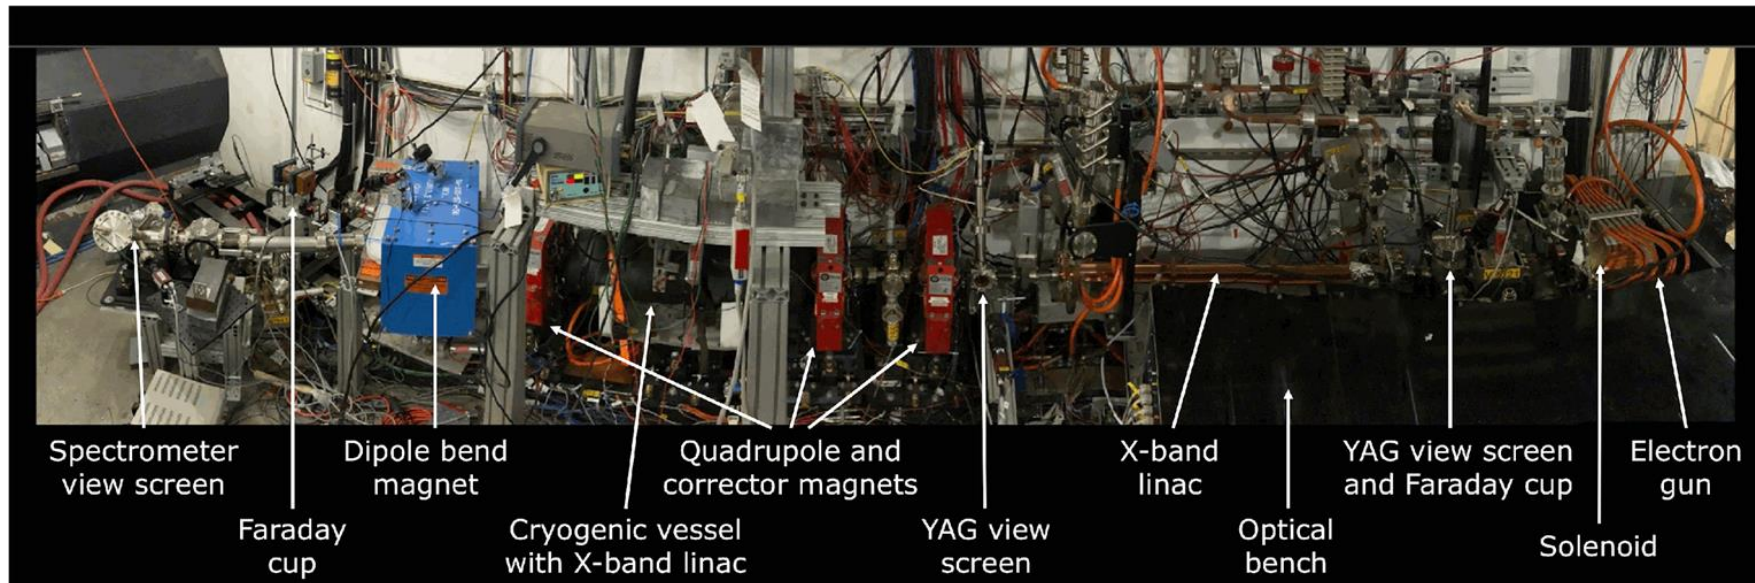 Spectrometer
view screen
Faraday
cup
Dipole bend
magnet
Cryogenic vessel
with X-band linac
Quadrupole and
corrector magnets
YAG view
screen
X-band
linac
Optical
bench
YAG view screen
and Faraday cup
Solenoid
Electron
gun